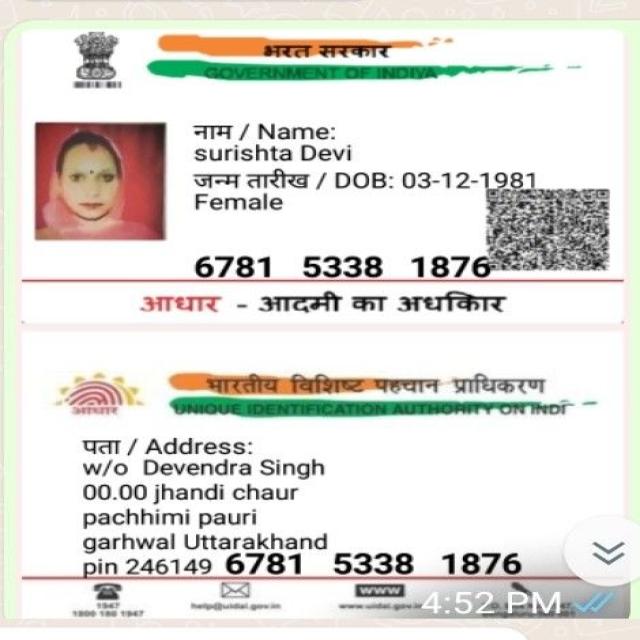 भरत सरकार
GOVERNMENT OF INDIVA
नाम / Name:
surishta Devi
जन्म तारीख / DOB: 03-12-1981
Female
6781 5338 1876
आधार - आदमी का अधकिार
भारतीय विशिष्ट पहचान प्राधिकरण
UNIQUE IDENTIFICATION AUTHORITY ON INDI
आधार
पता / Address:
w/o Devendra Singh
00.00 jhandi chaur
pachhimi pauri
garhwal Uttarakhand
pin 246149 6781 5338 1876
1947
1800 180 1947
help@uidai.gov.in
www
www.uidai.gov.in
4:52 PM